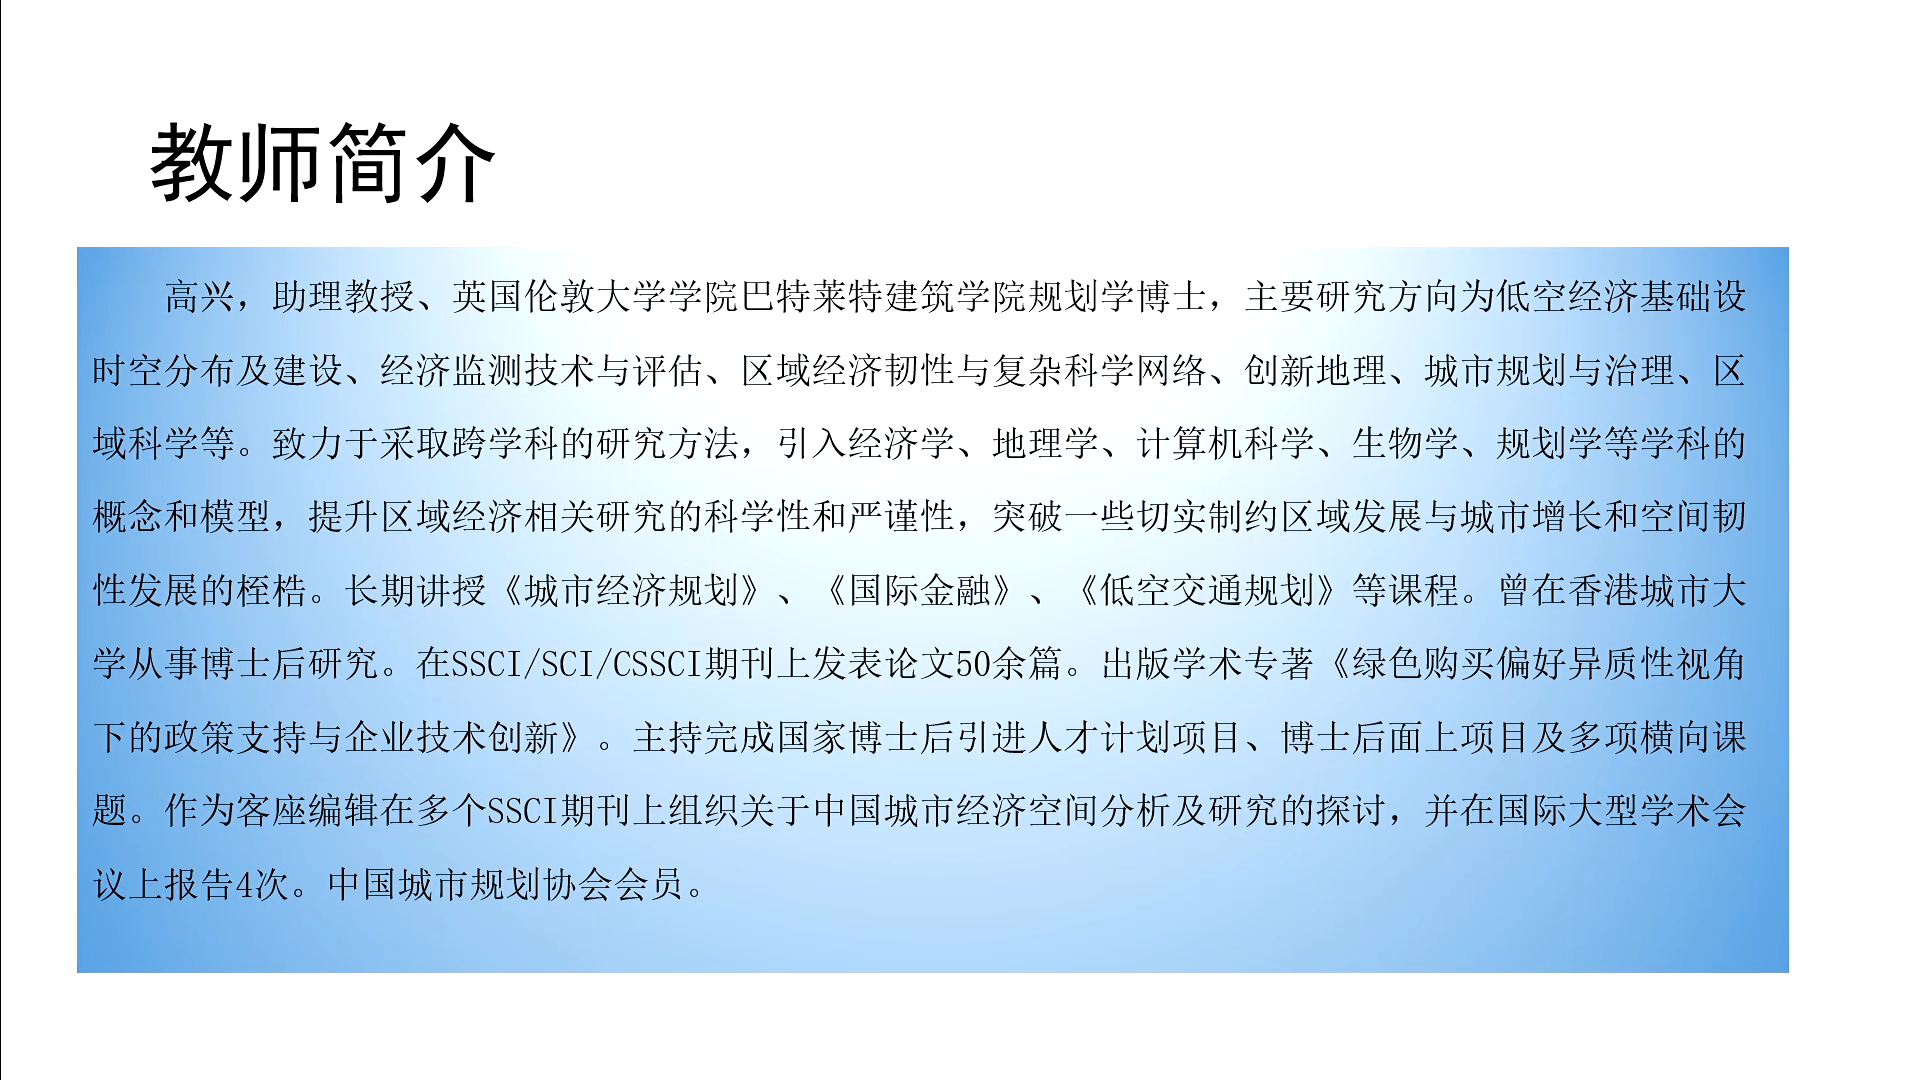 教师简介
高兴，助理教授、英国伦敦大学学院巴特莱特建筑学院规划学博士，主要研究方向为低空经济基础设
时空分布及建设、经济监测技术与评估、区域经济韧性与复杂科学网络、创新地理、城市规划与治理、区
域科学等。致力于采取跨学科的研究方法，引入经济学、地理学、计算机科学、生物学、规划学等学科的
概念和模型，提升区域经济相关研究的科学性和严谨性，突破一些切实制约区域发展与城市增长和空间韧
性发展的桎梏。长期讲授《城市经济规划》、《国际金融》、《低空交通规划》等课程。曾在香港城市大
学从事博士后研究。在SSCI/SCI/CSSCI期刊上发表论文50余篇。出版学术专著《绿色购买偏好异质性视角
下的政策支持与企业技术创新》。主持完成国家博士后引进人才计划项目、博士后面上项目及多项横向课
题。作为客座编辑在多个SSCI期刊上组织关于中国城市经济空间分析及研究的探讨，并在国际大型学术会
议上报告4次。中国城市规划协会会员。